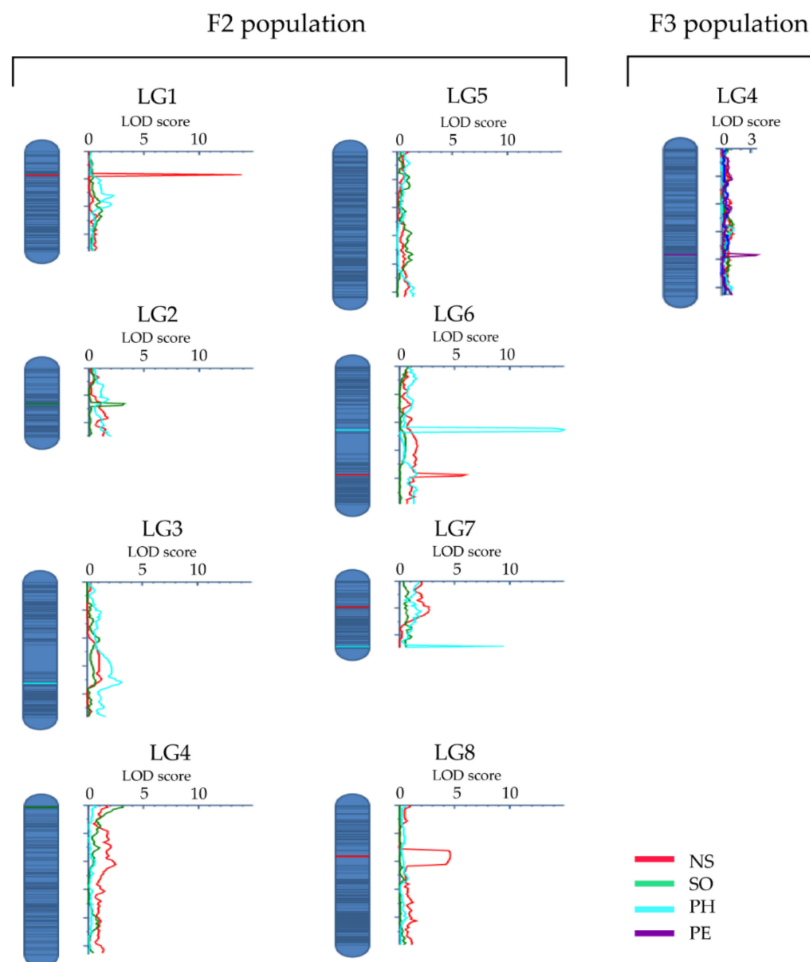 F2 population
F3 population
LG1
LOD score
0 5 10
LG5
LOD score
0 5 10
LG4
LOD score
0 3
LG2
LOD score
0 5 10
LG6
LOD score
0 5 10
LG3
LOD score
0 5 10
LG7
LOD score
0 5 10
LG4
LOD score
0 5 10
LG8
LOD score
0 5 10
NS
SO
PH
PE